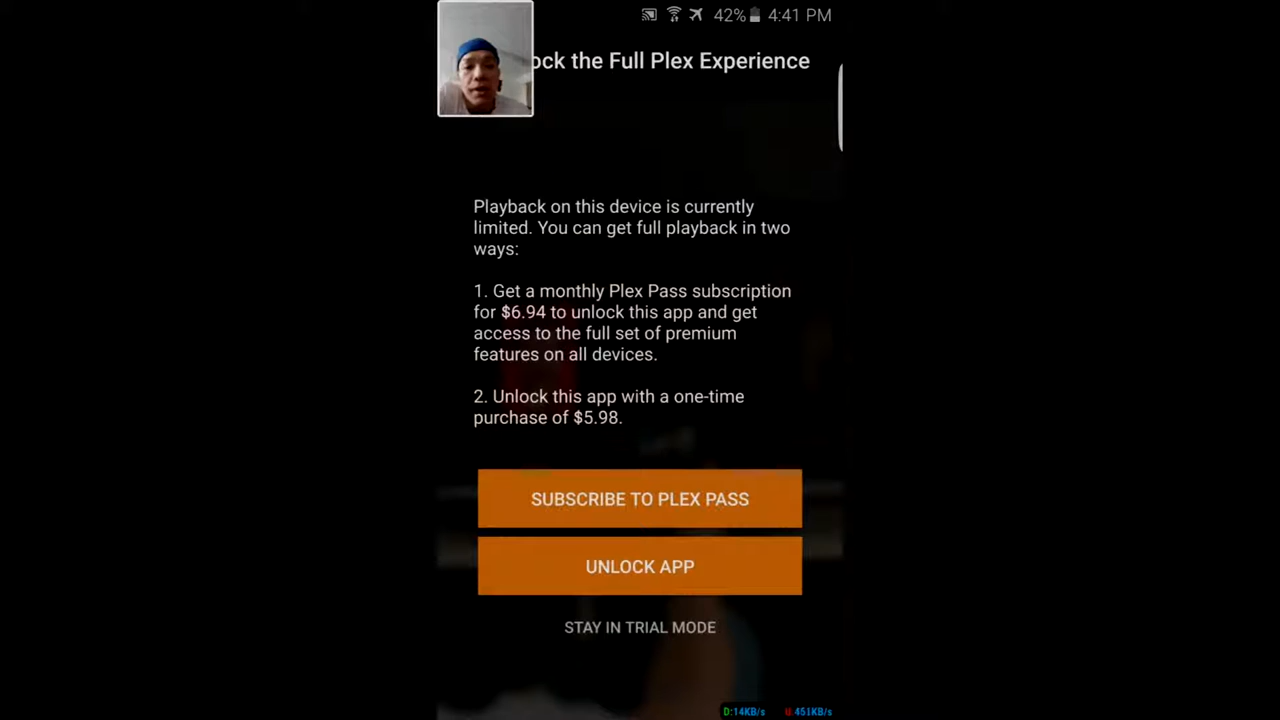 42% 4:41 PM
ock the Full Plex Experience
Playback on this device is currently
limited. You can get full playback in two
ways:
1. Get a monthly Plex Pass subscription
for $6.94 to unlock this app and get
access to the full set of premium
features on all devices.
2. Unlock this app with a one-time
purchase of $5.98.
SUBSCRIBE TO PLEX PASS
UNLOCK APP
STAY IN TRIAL MODE
D:14KB/s U:451KB/s